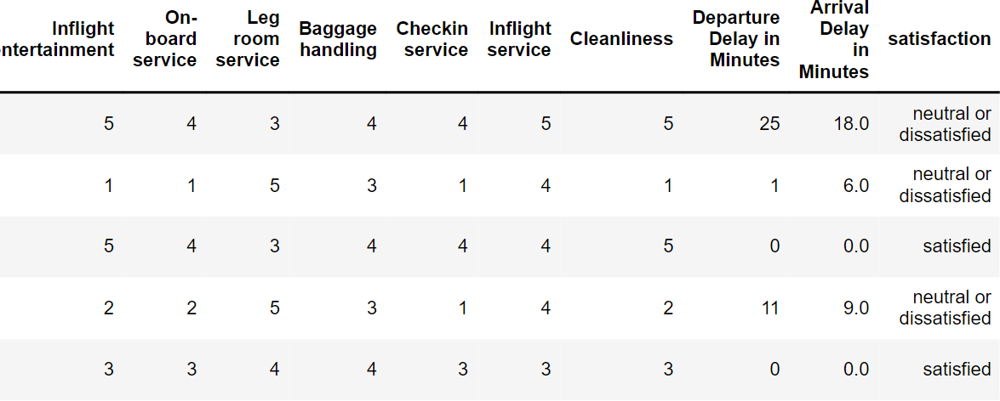 Inflight
ntertainment
On-
board
service
Leg
room
service
Baggage
handling
Checkin
service
Inflight
service
Cleanliness
Departure
Delay in
Minutes
Arrival
Delay
in
Minutes
satisfaction
5 4 3 4 4 5 5 25 18.0 neutral or
dissatisfied
1 1 5 3 1 4 1 1 6.0 neutral or
dissatisfied
5 4 3 4 4 4 5 0 0.0 satisfied
2 2 5 3 1 4 2 11 9.0 neutral or
dissatisfied
3 3 4 4 3 3 3 0 0.0 satisfied